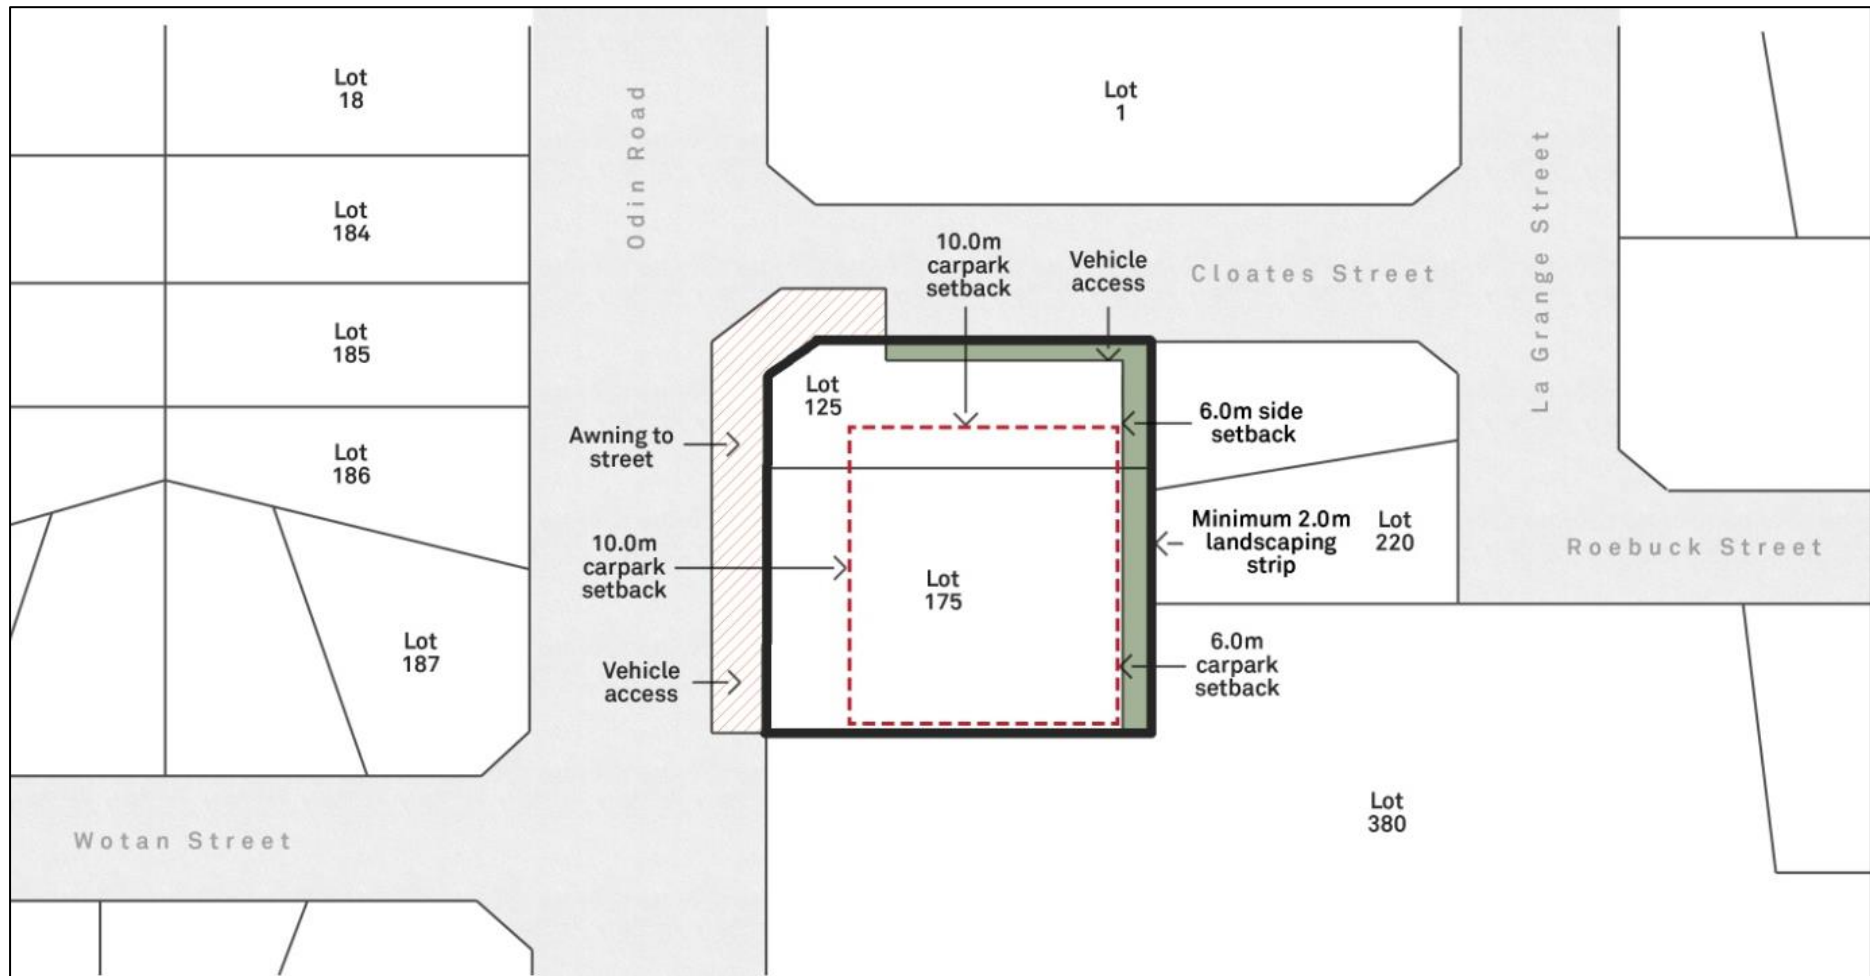 Lot
18
Lot
1
Odin Road
La Grange Street
Lot
184
10.0m
carpark
setback
Vehicle
access
Cloates Street
Lot
185
Lot
125
6.0m side
setback
Awning to
street
Lot
186
Minimum 2.0m
landscaping
strip
Lot
220
Roebuck Street
10.0m
carpark
setback
Lot
175
Lot
187
Vehicle
access
6.0m
carpark
setback
Lot
380
Wotan Street